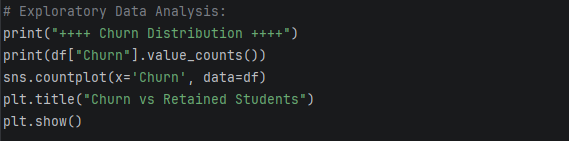 # Exploratory Data Analysis:
print("++++ Churn Distribution ++++")
print(df["Churn"].value_counts())
sns.countplot(x='Churn', data=df)
plt.title("Churn vs Retained Students")
plt.show()